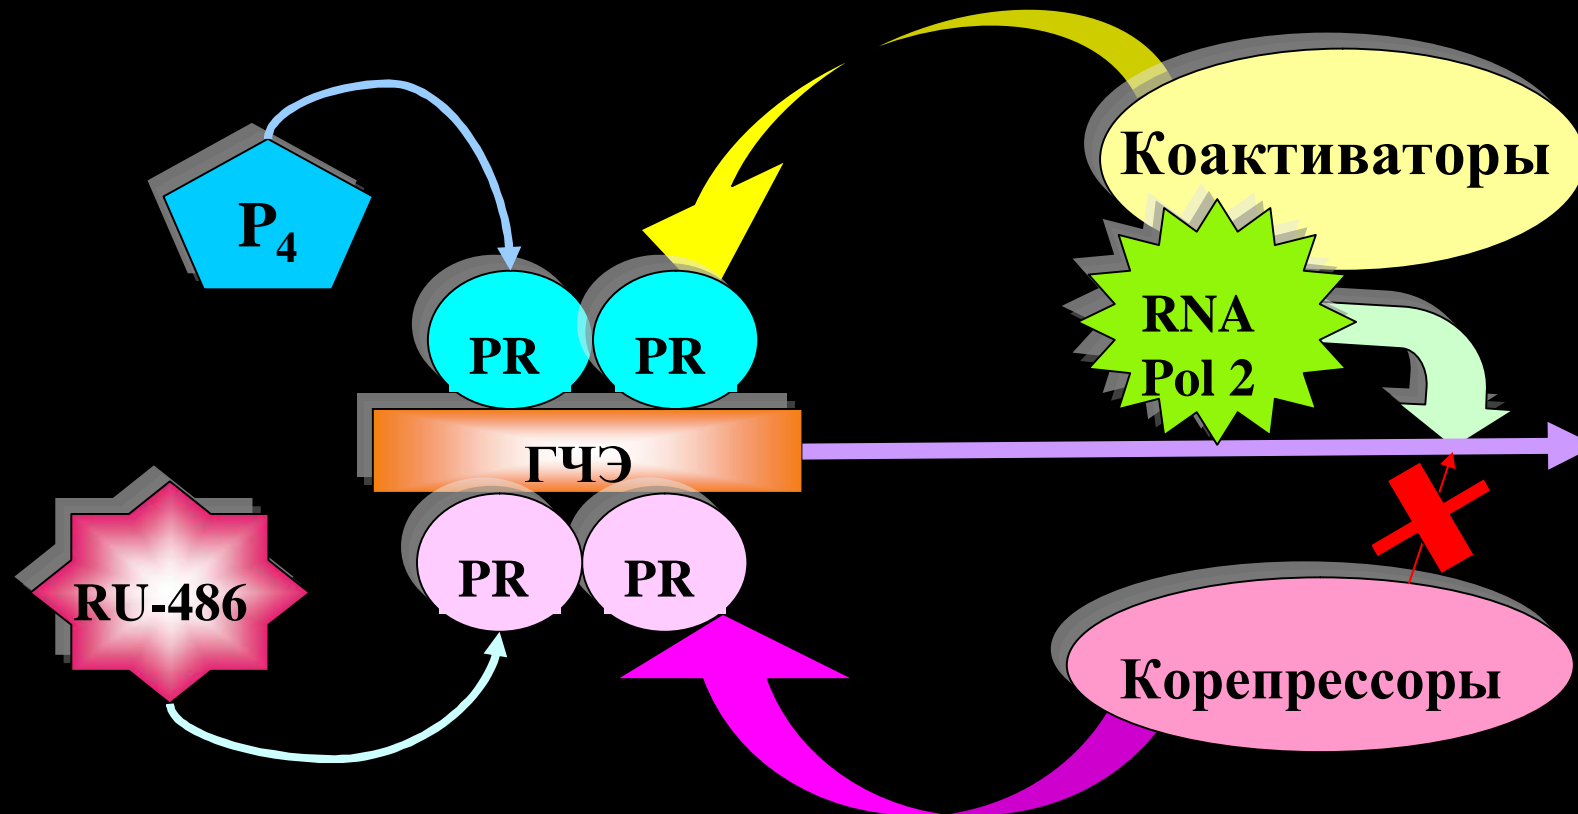 Коактиваторы
P4
RNA
Pol 2
PR
PR
ГЧЭ
PR
PR
RU-486
Корепрессоры